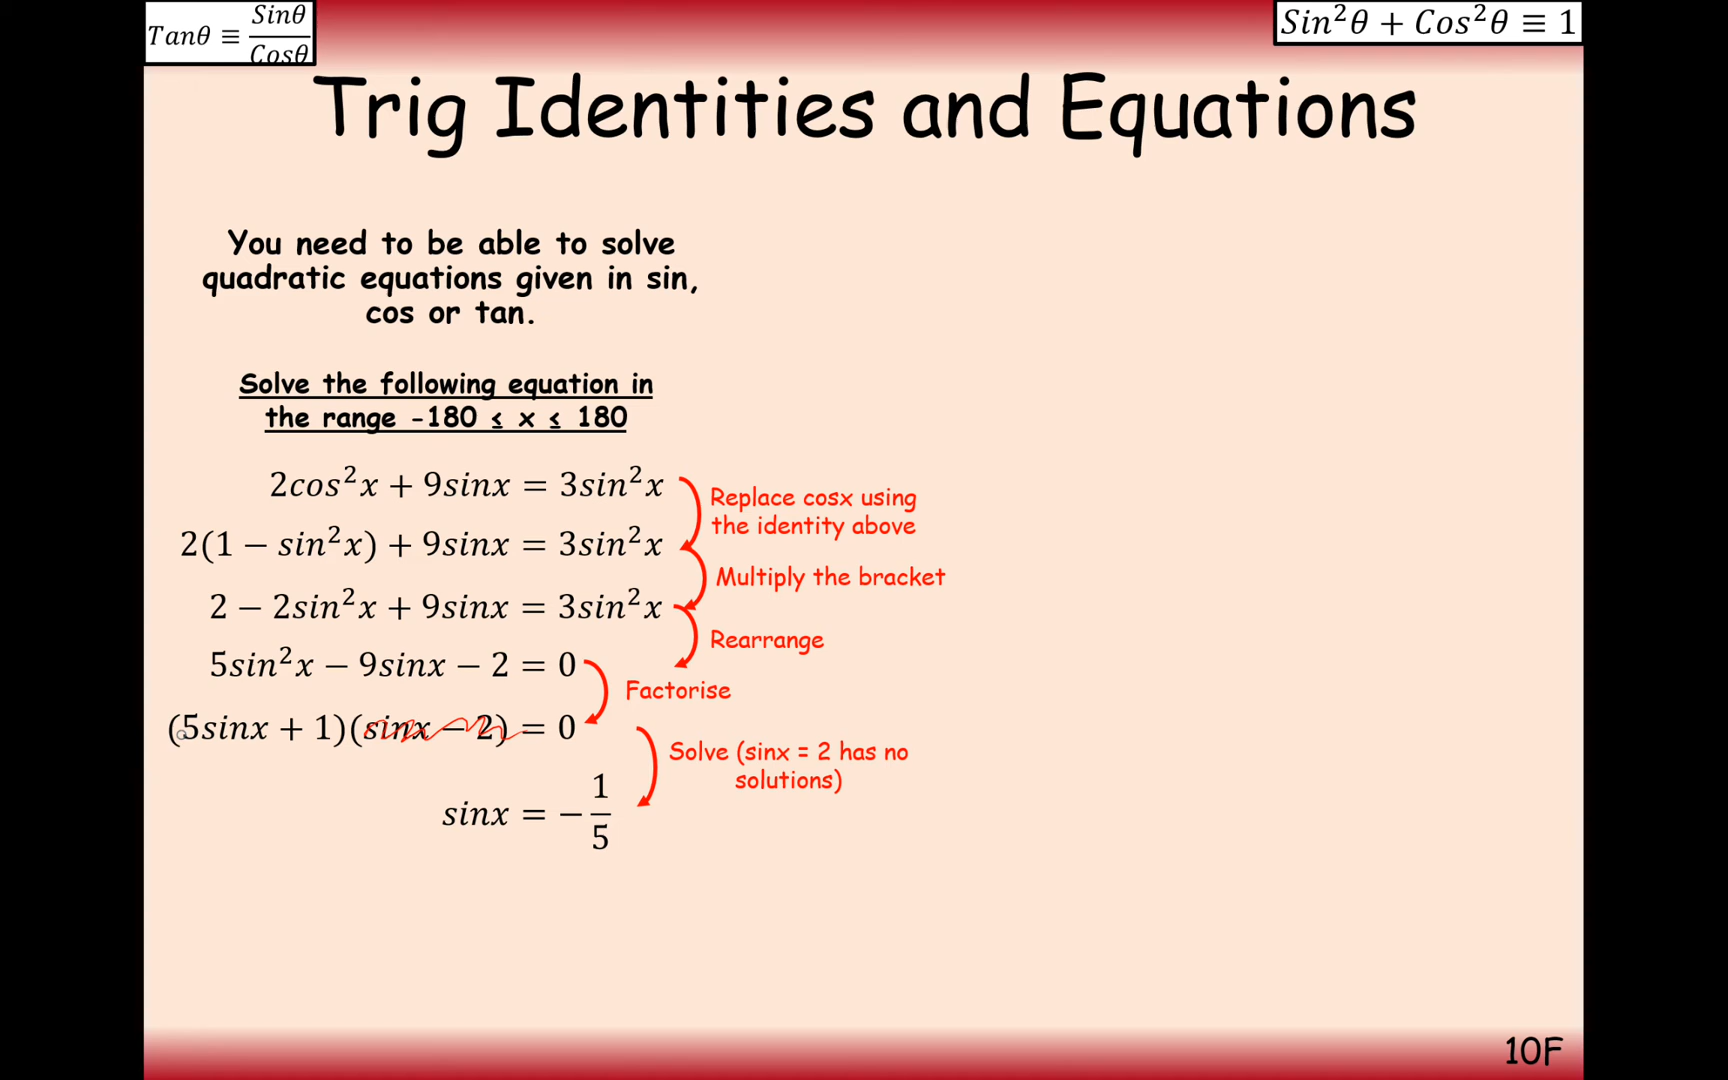 Tanθ ≡ Sinθ/Cosθ
Sin²θ + Cos²θ ≡ 1
Trig Identities and Equations
You need to be able to solve
quadratic equations given in sin,
cos or tan.
Solve the following equation in
the range -180 ≤ x ≤ 180
2cos²x + 9sinx = 3sin²x
Replace cosx using
the identity above
2(1 − sin²x) + 9sinx = 3sin²x
Multiply the bracket
2 − 2sin²x + 9sinx = 3sin²x
Rearrange
5sin²x − 9sinx − 2 = 0
Factorise
(5sinx + 1)(sinx − 2) = 0
Solve (sinx = 2 has no
solutions)
sinx = −1/5
10F